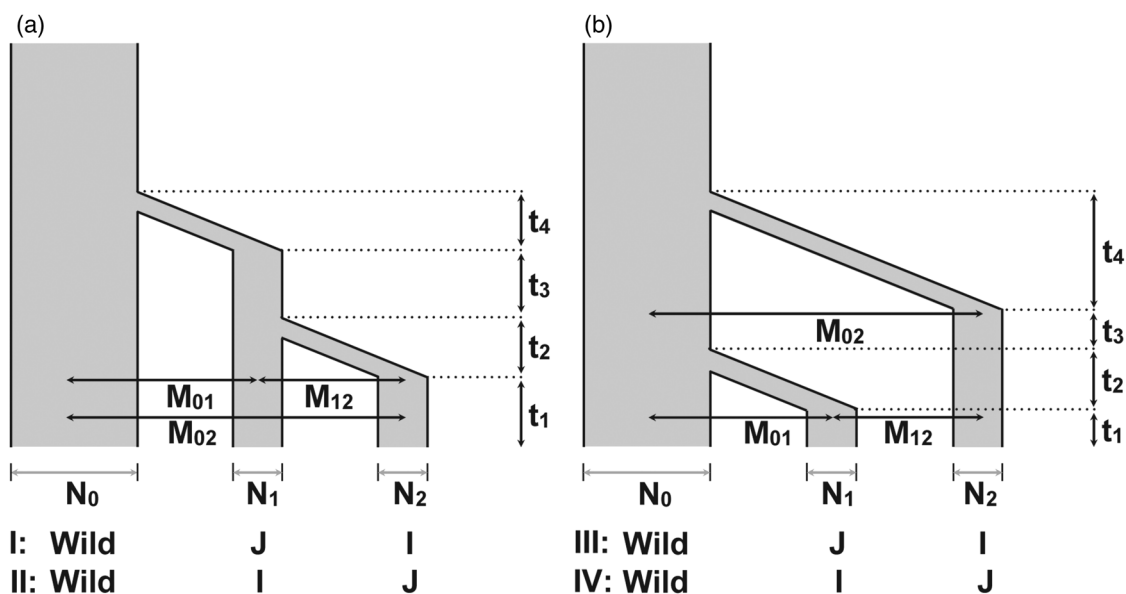 (a)
t4
t3
t2
M01 M12
M02
t1
N0 N1 N2
I: Wild J I
II: Wild I J
(b)
t4
M02
t3
t2
M01 M12
t1
N0 N1 N2
III: Wild J I
IV: Wild I J